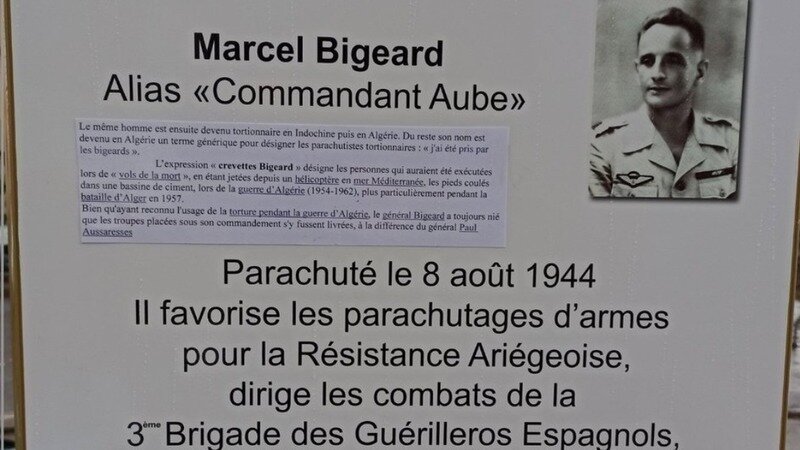 Marcel Bigeard
Alias «Commandant Aube»
Le même homme est ensuite devenu tortionnaire en Indochine puis en Algérie. Du reste son nom est
devenu en Algérie un terme générique pour désigner les parachutistes tortionnaires : « j'ai été pris par
les bigeards ».
L'expression « crevettes Bigeard » désigne les personnes qui auraient été exécutées
lors de « vols de la mort », en étant jetées depuis un hélicoptère en mer Méditerranée, les pieds coulés
dans une bassine de ciment, lors de la guerre d'Algérie (1954-1962), plus particulièrement pendant la
bataille d'Alger en 1957.
Bien qu'ayant reconnu l'usage de la torture pendant la guerre d'Algérie, le général Bigeard a toujours nié
que les troupes placées sous son commandement s'y fussent livrées, à la différence du général Paul
Aussaresses
Parachuté le 8 août 1944
Il favorise les parachutages d'armes
pour la Résistance Ariégeoise,
dirige les combats de la
3ème Brigade des Guérilleros Espagnols,